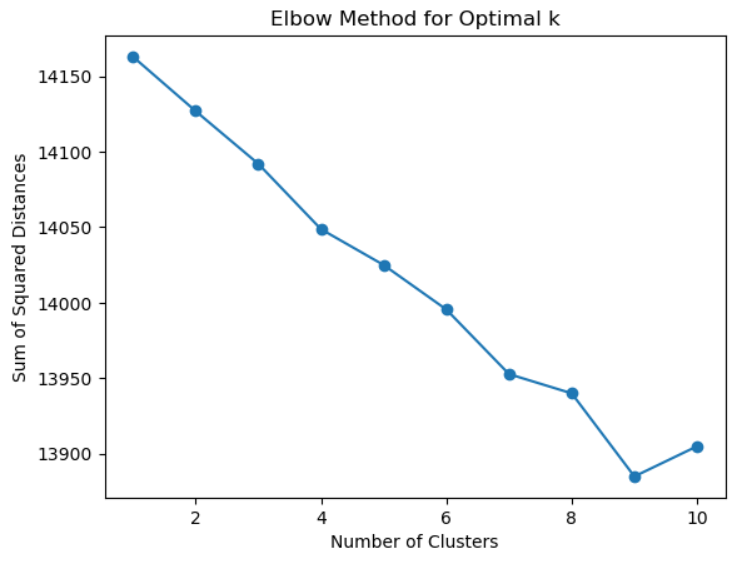 Elbow Method for Optimal k
Sum of Squared Distances
14150
14100
14050
14000
13950
13900
2 4 6 8 10
Number of Clusters